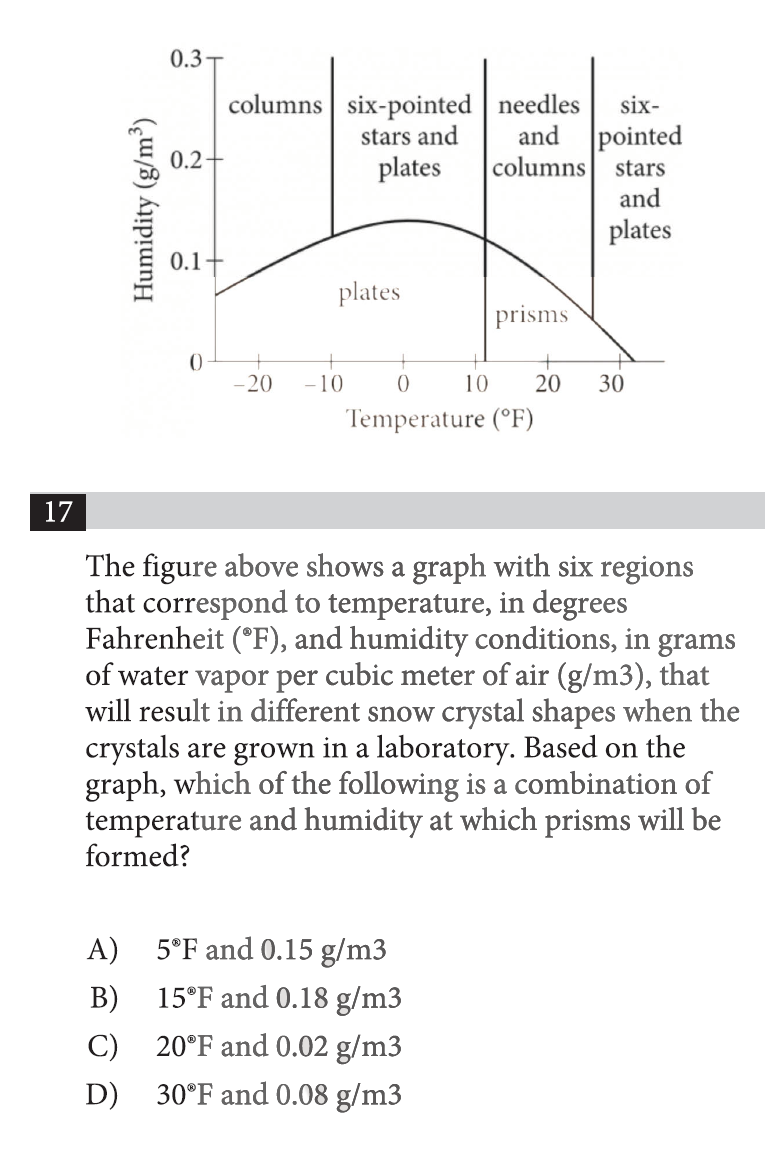 0.3
columns six-pointed needles six-
stars and and pointed
0.2 plates columns stars
and
plates
0.1
plates
prisms
0
−20 −10 0 10 20 30
Temperature (°F)
Humidity (g/m³)
17
The figure above shows a graph with six regions
that correspond to temperature, in degrees
Fahrenheit (°F), and humidity conditions, in grams
of water vapor per cubic meter of air (g/m3), that
will result in different snow crystal shapes when the
crystals are grown in a laboratory. Based on the
graph, which of the following is a combination of
temperature and humidity at which prisms will be
formed?
A) 5°F and 0.15 g/m3
B) 15°F and 0.18 g/m3
C) 20°F and 0.02 g/m3
D) 30°F and 0.08 g/m3